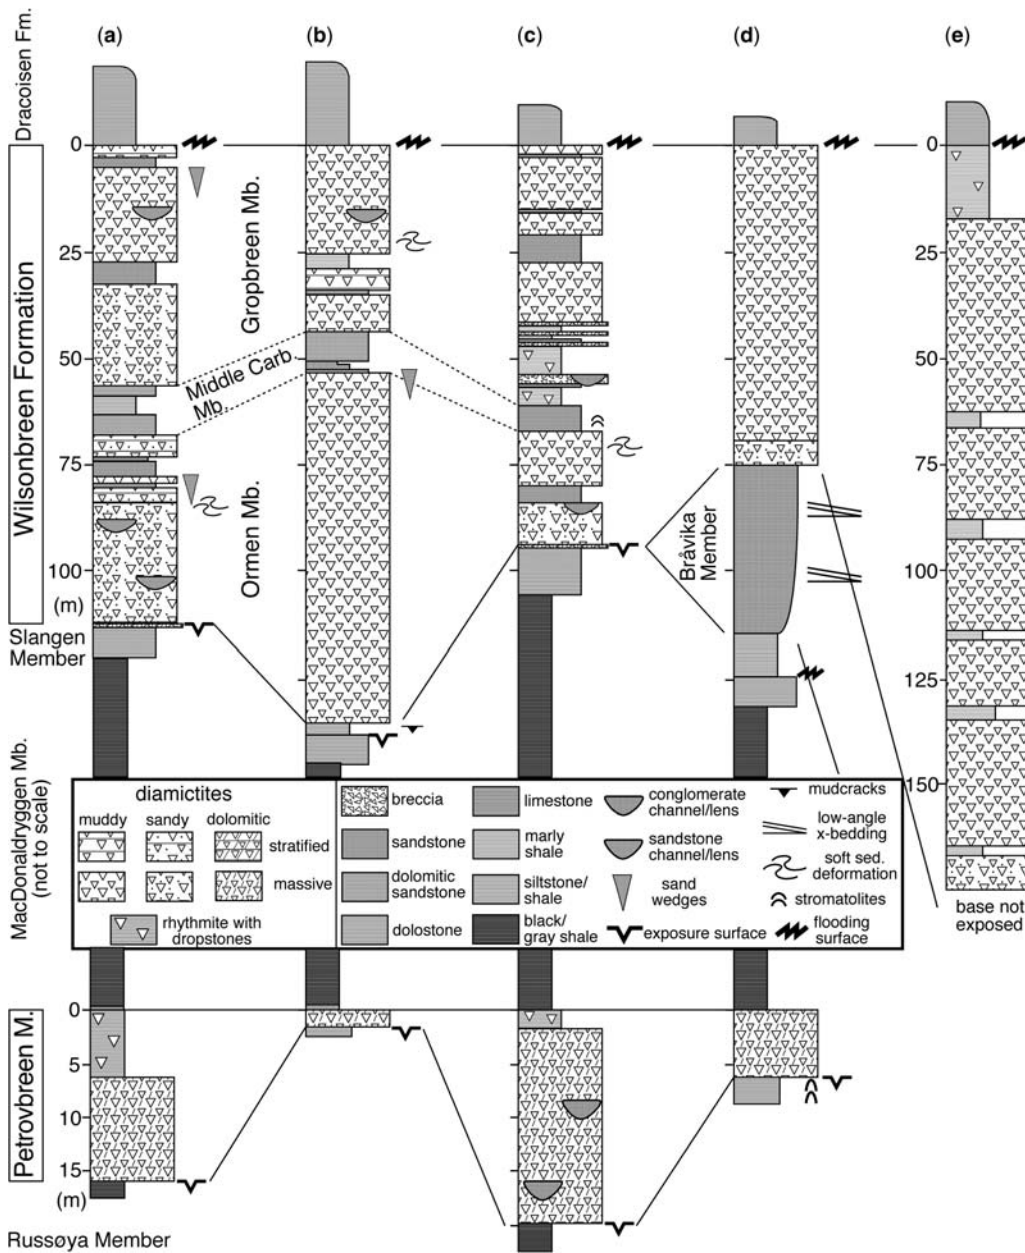 (a)
(b)
(c)
(d)
(e)
Dracoisen Fm.
Wilsonbreen Formation
0
25
50
75
100
(m)
Slangen
Member
MacDonaldryggen Mb.
(not to scale)
Gropbreen Mb.
Middle Carb.
Mb.
Ormen Mb.
Bråvika
Member
0
25
50
75
100
125
150
base not
exposed
diamictites
muddy
sandy
dolomitic
stratified
massive
rhythmite with
dropstones
breccia
sandstone
dolomitic
sandstone
dolostone
limestone
marly
shale
siltstone/
shale
black/
gray shale
conglomerate
channel/lens
sandstone
channel/lens
sand
wedges
exposure surface
mudcracks
low-angle
x-bedding
soft sed.
deformation
stromatolites
flooding
surface
Petrovbreen M.
0
5
10
15
(m)
Russøya Member